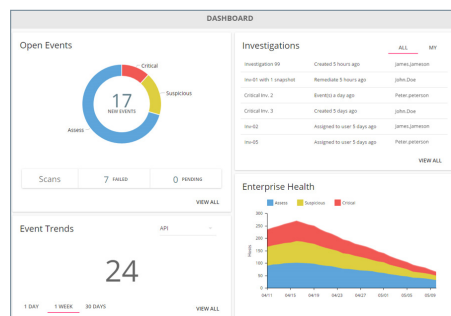 DASHBOARD
Open Events
Critical
Suspicious
17
NEW EVENTS
Assess
Scans
7 FAILED
0 PENDING
VIEW ALL
Event Trends
API
24
1 DAY
1 WEEK
30 DAYS
VIEW ALL
Investigations
ALL
MY
Investigation 99 Created 5 hours ago James.Jameson
Inv-01 with 1 snapshot Remediate 5 hours ago John.Doe
Critical Inv. 2 Event(s) a day ago Peter.peterson
Critical Inv. 3 Created 5 days ago John.Doe
Inv-02 Assigned to user 5 days ago James.Jameson
Inv-05 Assigned to user 5 days ago Peter.peterson
VIEW ALL
Enterprise Health
Assess Suspicious Critical
300
250
200
150
100
50
0
04/11 04/15 04/19 04/23 04/27 05/01 05/05 05/09